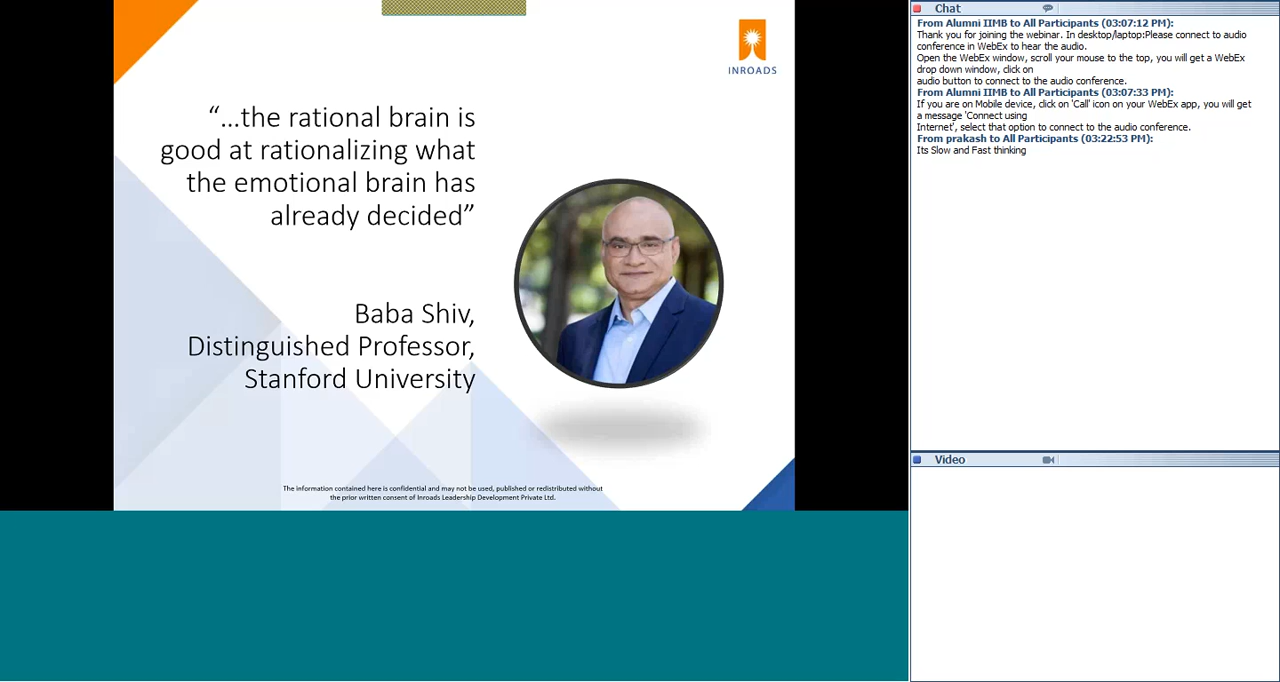 INROADS
“...the rational brain is
good at rationalizing what
the emotional brain has
already decided”
Baba Shiv,
Distinguished Professor,
Stanford University
The information contained here is confidential and may not be used, published or redistributed without
the prior written consent of Inroads Leadership Development Private Ltd.
Chat
From Alumni IIMB to All Participants (03:07:12 PM):
Thank you for joining the webinar. In desktop/laptop:Please connect to audio
conference in WebEx to hear the audio.
Open the WebEx window, scroll your mouse to the top, you will get a WebEx
drop down window, click on
audio button to connect to the audio conference.
From Alumni IIMB to All Participants (03:07:33 PM):
If you are on Mobile device, click on 'Call' icon on your WebEx app, you will get
a message 'Connect using
Internet', select that option to connect to the audio conference.
From prakash to All Participants (03:22:53 PM):
Its Slow and Fast thinking
Video